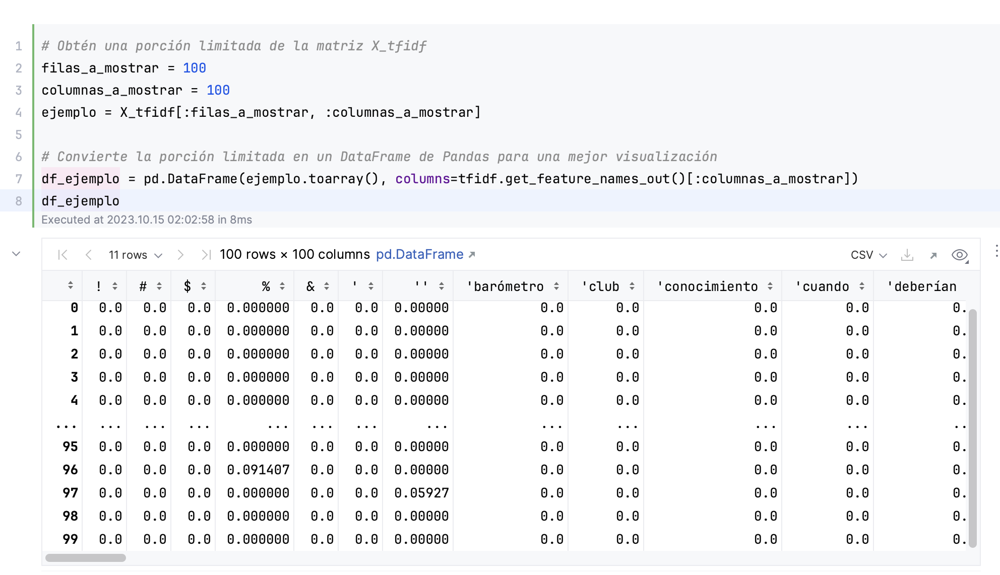 1 # Obtén una porción limitada de la matriz X_tfidf
2 filas_a_mostrar = 100
3 columnas_a_mostrar = 100
4 ejemplo = X_tfidf[:filas_a_mostrar, :columnas_a_mostrar]
5
6 # Convierte la porción limitada en un DataFrame de Pandas para una mejor visualización
7 df_ejemplo = pd.DataFrame(ejemplo.toarray(), columns=tfidf.get_feature_names_out()[:columnas_a_mostrar])
8 df_ejemplo
Executed at 2023.10.15 02:02:58 in 8ms
11 rows 100 rows × 100 columns pd.DataFrame CSV
! # $ % & ' '' 'barómetro 'club 'conocimiento 'cuando 'deberían
0 0.0 0.0 0.0 0.000000 0.0 0.0 0.00000 0.0 0.0 0.0 0.0 0.
1 0.0 0.0 0.0 0.000000 0.0 0.0 0.00000 0.0 0.0 0.0 0.0 0.
2 0.0 0.0 0.0 0.000000 0.0 0.0 0.00000 0.0 0.0 0.0 0.0 0.
3 0.0 0.0 0.0 0.000000 0.0 0.0 0.00000 0.0 0.0 0.0 0.0 0.
4 0.0 0.0 0.0 0.000000 0.0 0.0 0.00000 0.0 0.0 0.0 0.0 0.
... ... ... ... ... ... ... ... ... ... ... ... ..
95 0.0 0.0 0.0 0.000000 0.0 0.0 0.00000 0.0 0.0 0.0 0.0 0.
96 0.0 0.0 0.0 0.091407 0.0 0.0 0.00000 0.0 0.0 0.0 0.0 0.
97 0.0 0.0 0.0 0.000000 0.0 0.0 0.05927 0.0 0.0 0.0 0.0 0.
98 0.0 0.0 0.0 0.000000 0.0 0.0 0.00000 0.0 0.0 0.0 0.0 0.
99 0.0 0.0 0.0 0.000000 0.0 0.0 0.00000 0.0 0.0 0.0 0.0 0.